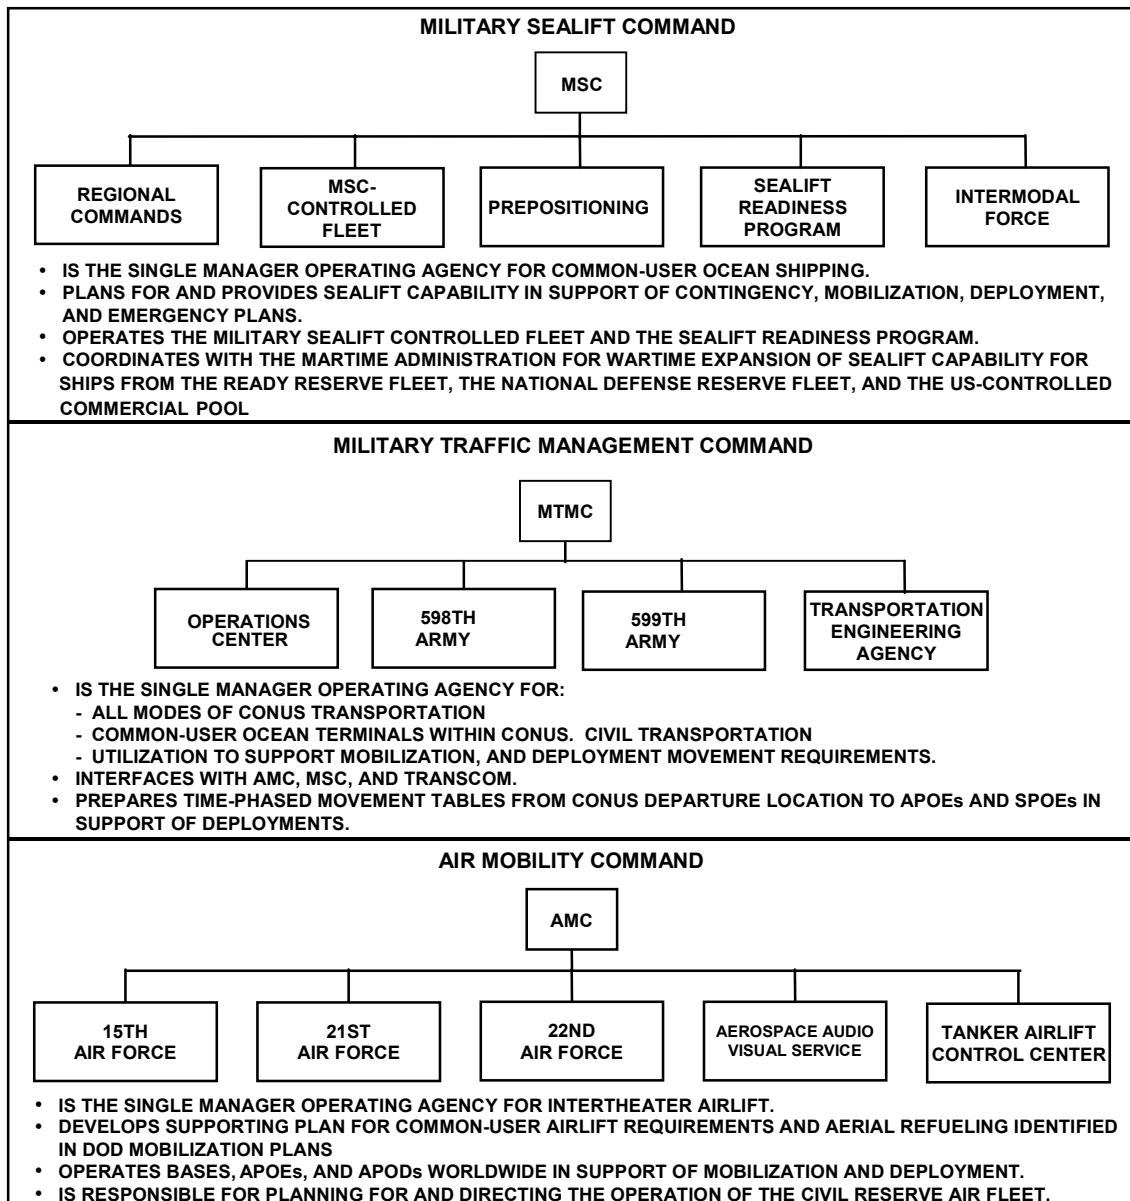 MILITARY SEALIFT COMMAND
MSC
REGIONAL
COMMANDS
MSC-
CONTROLLED
FLEET
PREPOSITIONING
SEALIFT
READINESS
PROGRAM
INTERMODAL
FORCE
• IS THE SINGLE MANAGER OPERATING AGENCY FOR COMMON-USER OCEAN SHIPPING.
• PLANS FOR AND PROVIDES SEALIFT CAPABILITY IN SUPPORT OF CONTINGENCY, MOBILIZATION, DEPLOYMENT,
AND EMERGENCY PLANS.
• OPERATES THE MILITARY SEALIFT CONTROLLED FLEET AND THE SEALIFT READINESS PROGRAM.
• COORDINATES WITH THE MARTIME ADMINISTRATION FOR WARTIME EXPANSION OF SEALIFT CAPABILITY FOR
SHIPS FROM THE READY RESERVE FLEET, THE NATIONAL DEFENSE RESERVE FLEET, AND THE US-CONTROLLED
COMMERCIAL POOL
MILITARY TRAFFIC MANAGEMENT COMMAND
MTMC
OPERATIONS
CENTER
598TH
ARMY
599TH
ARMY
TRANSPORTATION
ENGINEERING
AGENCY
• IS THE SINGLE MANAGER OPERATING AGENCY FOR:
- ALL MODES OF CONUS TRANSPORTATION
- COMMON-USER OCEAN TERMINALS WITHIN CONUS. CIVIL TRANSPORTATION
- UTILIZATION TO SUPPORT MOBILIZATION, AND DEPLOYMENT MOVEMENT REQUIREMENTS.
• INTERFACES WITH AMC, MSC, AND TRANSCOM.
• PREPARES TIME-PHASED MOVEMENT TABLES FROM CONUS DEPARTURE LOCATION TO APOEs AND SPOEs IN
SUPPORT OF DEPLOYMENTS.
AIR MOBILITY COMMAND
AMC
15TH
AIR FORCE
21ST
AIR FORCE
22ND
AIR FORCE
AEROSPACE AUDIO
VISUAL SERVICE
TANKER AIRLIFT
CONTROL CENTER
• IS THE SINGLE MANAGER OPERATING AGENCY FOR INTERTHEATER AIRLIFT.
• DEVELOPS SUPPORTING PLAN FOR COMMON-USER AIRLIFT REQUIREMENTS AND AERIAL REFUELING IDENTIFIED
IN DOD MOBILIZATION PLANS
• OPERATES BASES, APOEs, AND APODs WORLDWIDE IN SUPPORT OF MOBILIZATION AND DEPLOYMENT.
• IS RESPONSIBLE FOR PLANNING FOR AND DIRECTING THE OPERATION OF THE CIVIL RESERVE AIR FLEET.